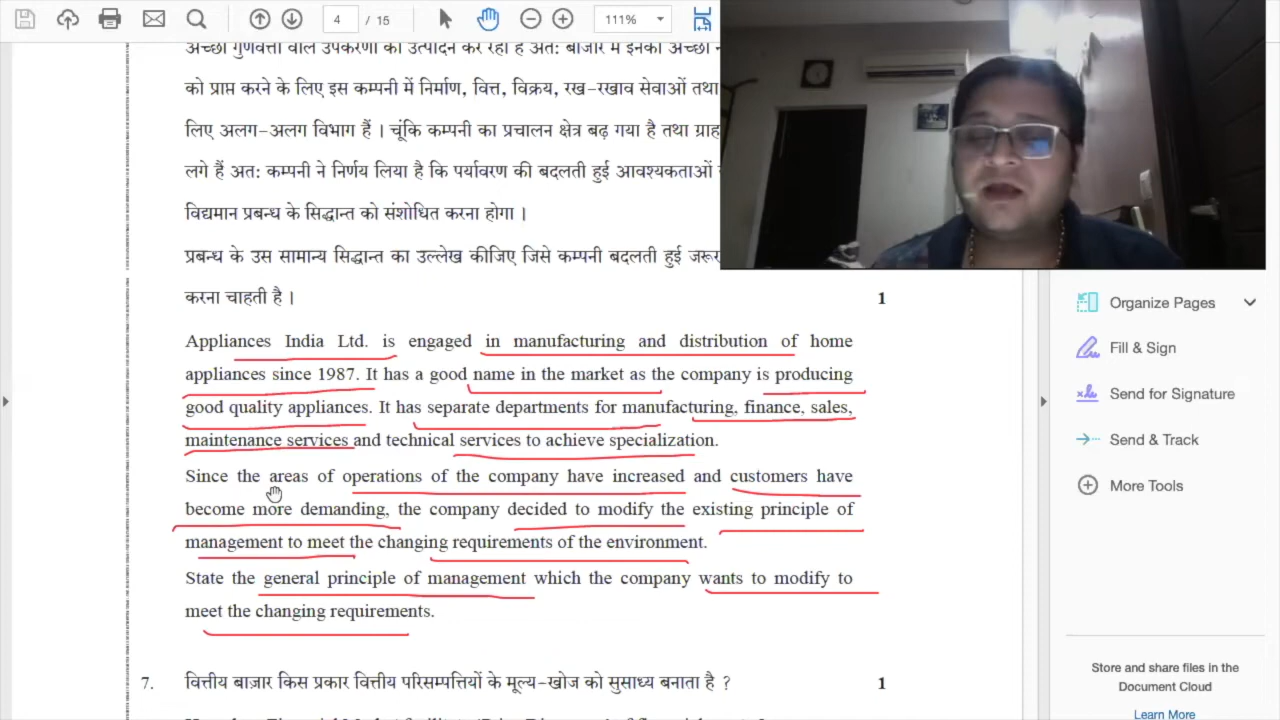 4 / 15
111%
अच्छी गुणवत्ता वाले उपकरणों का उत्पादन कर रही है अतः बाजार में इनका अच्छा
को प्राप्त करने के लिए इस कम्पनी में निर्माण, वित्त, विक्रय, रख-रखाव सेवाओं तथा
लिए अलग-अलग विभाग हैं । चूंकि कम्पनी का प्रचालन क्षेत्र बढ़ गया है तथा ग्राह
लगे हैं अतः कम्पनी ने निर्णय लिया है कि पर्यावरण की बदलती हुई आवश्यकताओं
विद्यमान प्रबन्ध के सिद्धान्त को संशोधित करना होगा ।
प्रबन्ध के उस सामान्य सिद्धान्त का उल्लेख कीजिए जिसे कम्पनी बदलती हुई जरूर
करना चाहती है । 1
Appliances India Ltd. is engaged in manufacturing and distribution of home
appliances since 1987. It has a good name in the market as the company is producing
good quality appliances. It has separate departments for manufacturing, finance, sales,
maintenance services and technical services to achieve specialization.
Since the areas of operations of the company have increased and customers have
become more demanding, the company decided to modify the existing principle of
management to meet the changing requirements of the environment.
State the general principle of management which the company wants to modify to
meet the changing requirements.
7. वित्तीय बाज़ार किस प्रकार वित्तीय परिसम्पत्तियों के मूल्य-खोज को सुसाध्य बनाता है ? 1
Organize Pages
Fill & Sign
Send for Signature
Send & Track
More Tools
Store and share files in the
Document Cloud
Learn More